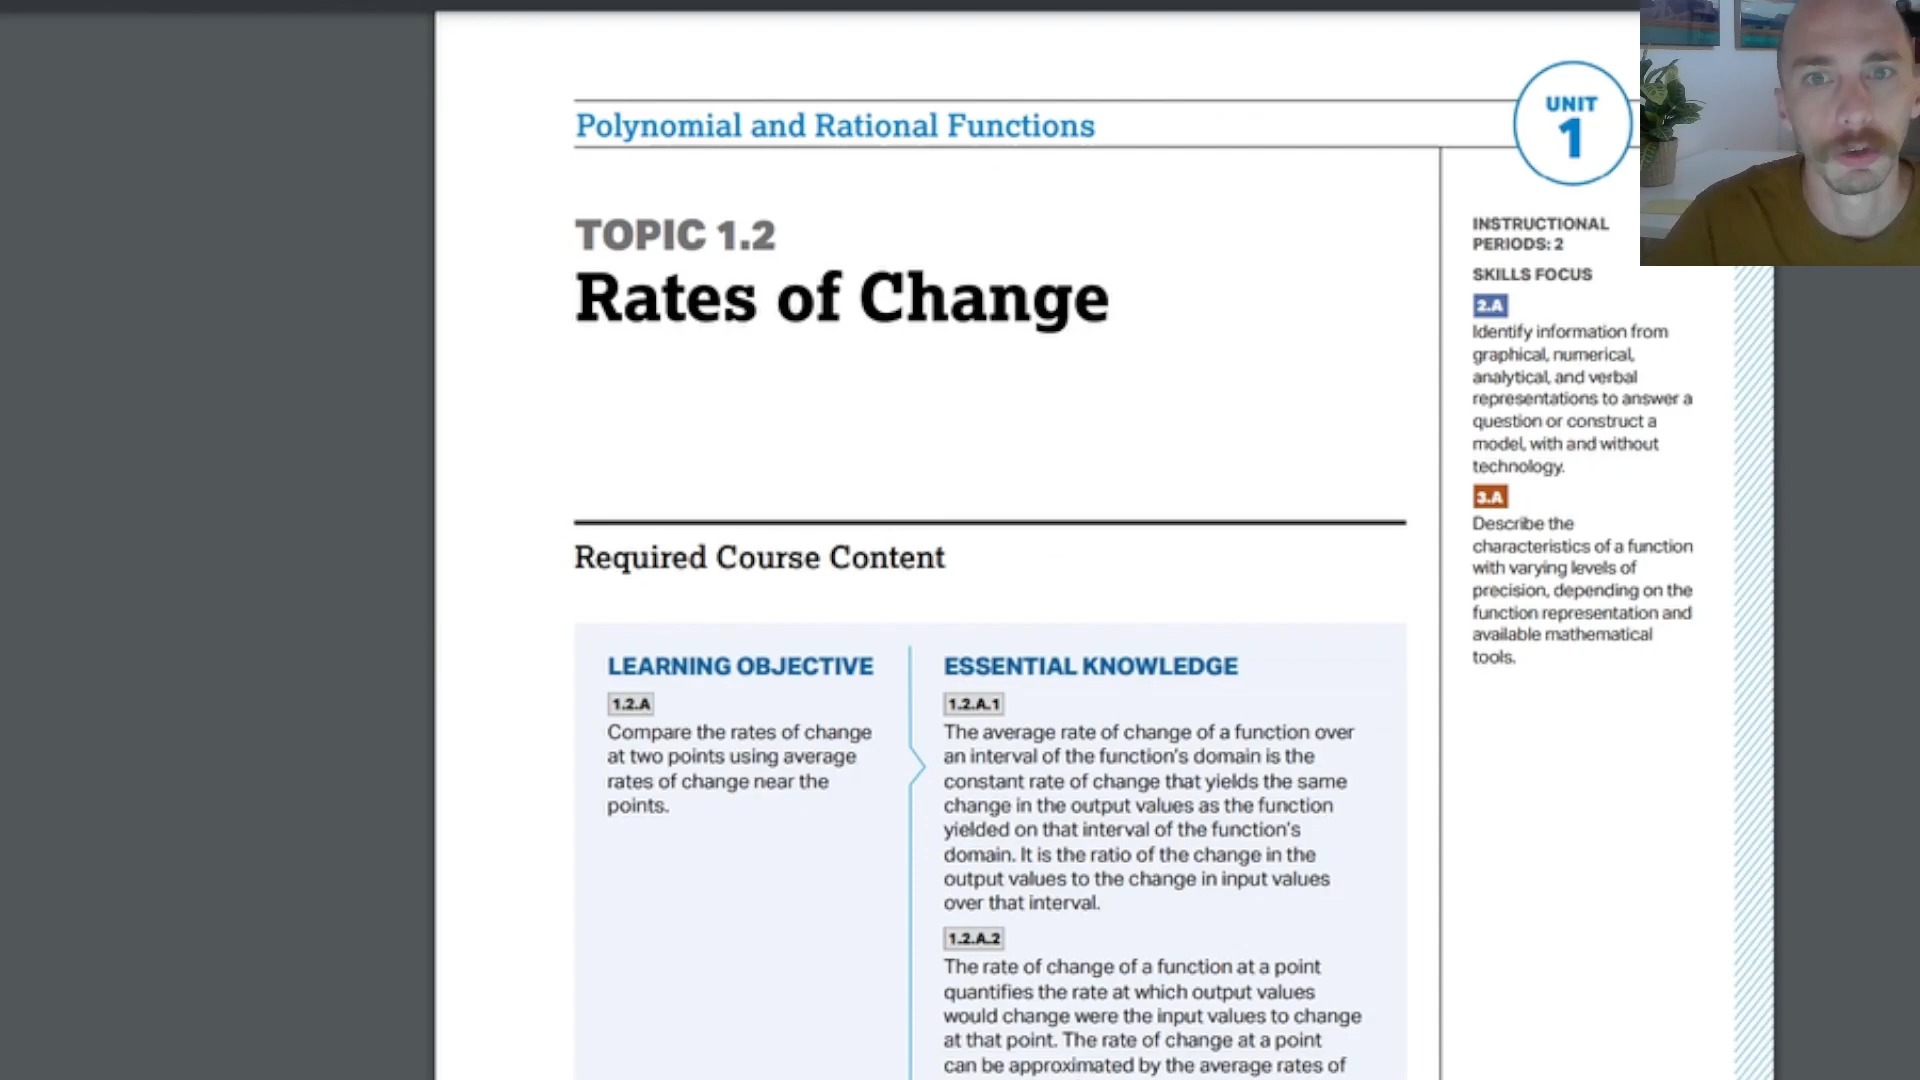 Polynomial and Rational Functions
UNIT
1
TOPIC 1.2
Rates of Change
Required Course Content
LEARNING OBJECTIVE
1.2.A
Compare the rates of change
at two points using average
rates of change near the
points.
ESSENTIAL KNOWLEDGE
1.2.A.1
The average rate of change of a function over
an interval of the function's domain is the
constant rate of change that yields the same
change in the output values as the function
yielded on that interval of the function's
domain. It is the ratio of the change in the
output values to the change in input values
over that interval.
1.2.A.2
The rate of change of a function at a point
quantifies the rate at which output values
would change were the input values to change
at that point. The rate of change at a point
can be approximated by the average rates of
INSTRUCTIONAL
PERIODS: 2
SKILLS FOCUS
2.A
Identify information from
graphical, numerical,
analytical, and verbal
representations to answer a
question or construct a
model, with and without
technology.
3.A
Describe the
characteristics of a function
with varying levels of
precision, depending on the
function representation and
available mathematical
tools.